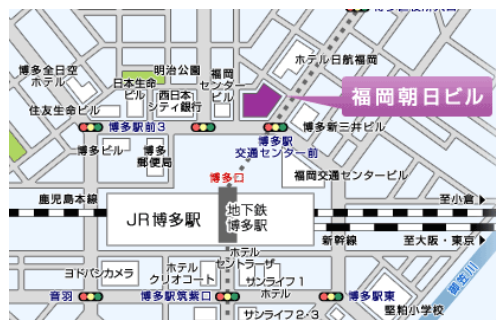 ホテル日航福岡
明治公園
福岡
センター
ビル
博多全日空
ホテル
日本生命
ビル
西日本
シティ銀行
福岡朝日ビル
住友生命ビル
博多駅前3
博多駅
交通センター前
博多新三井ビル
博多ビル
博多
郵便局
博多口
福岡交通センタービル
鹿児島本線
至小倉
JR博多駅
地下鉄
博多駅
新幹線
至大阪・東京
御笠川
ヨドバシカメラ
ホテル
クリオコート
ホテル
セントラーザ
サンライフ1
ホテル
音羽
博多駅筑紫口
博多駅東
サンライフ2・3
堅粕小学校